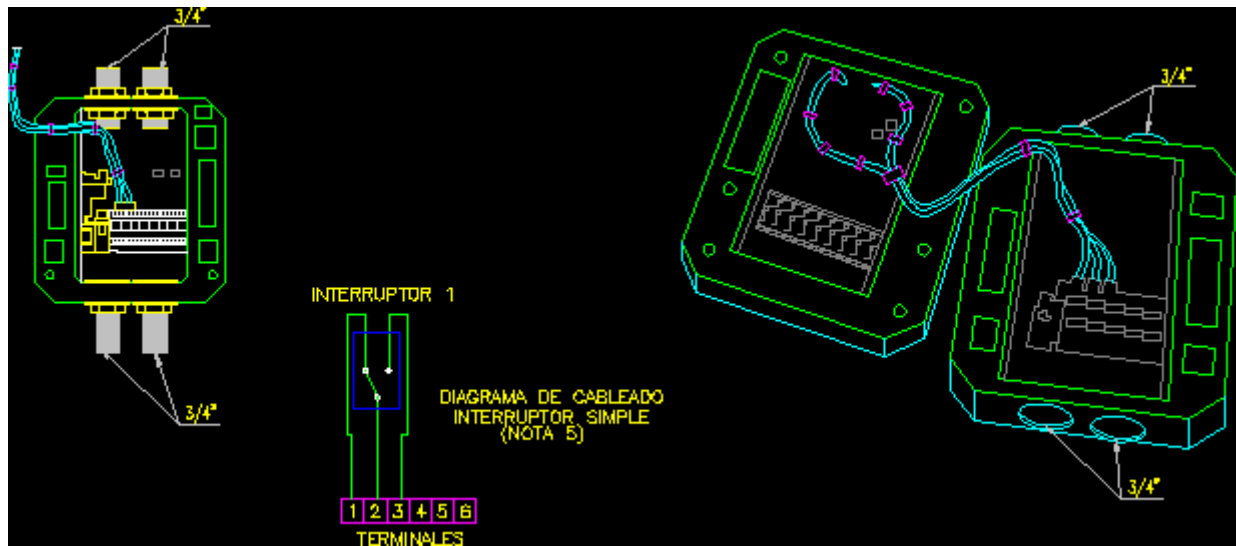 3/4"
3/4"
INTERRUPTOR 1
DIAGRAMA DE CABLEADO
INTERRUPTOR SIMPLE
(NOTA 5)
3/4"
3/4"
1 2 3 4 5 6
TERMINALES